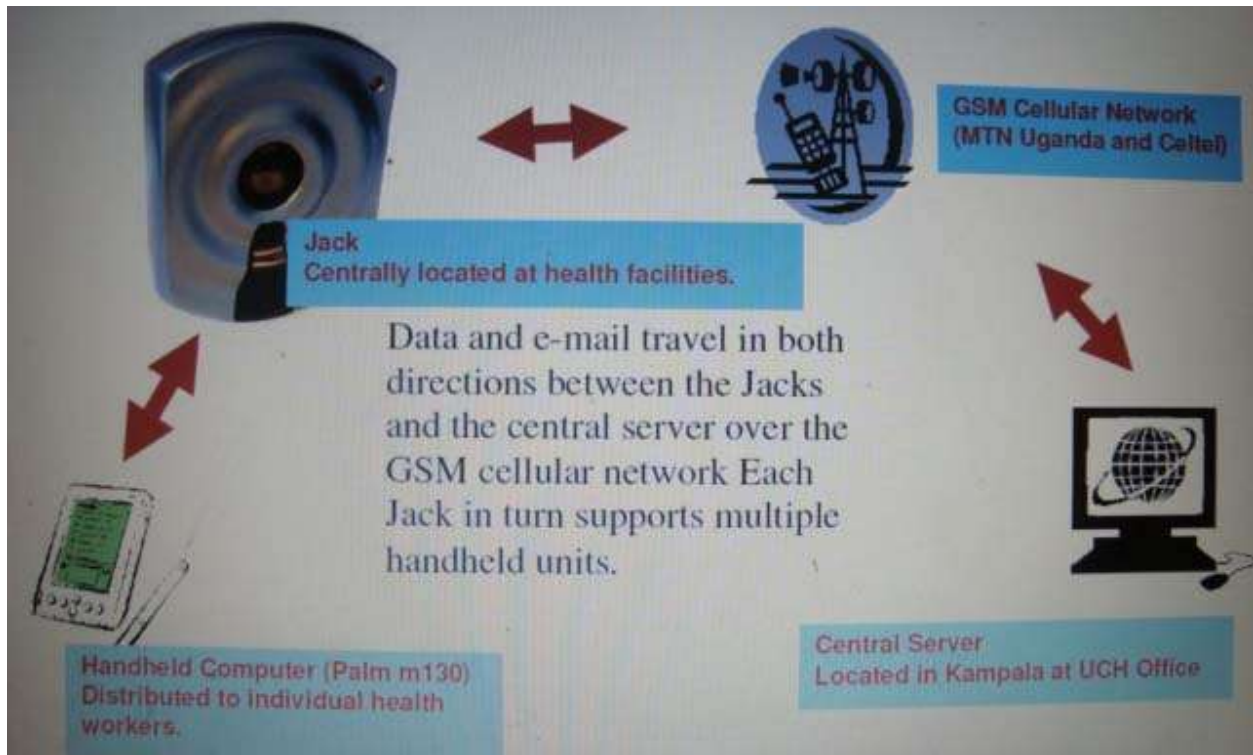 GSM Cellular Network
(MTN Uganda and Celtel)
Jack
Centrally located at health facilities.
Data and e-mail travel in both
directions between the Jacks
and the central server over the
GSM cellular network Each
Jack in turn supports multiple
handheld units.
Handheld Computer (Palm m130)
Distributed to individual health
workers.
Central Server
Located in Kampala at UCH Office